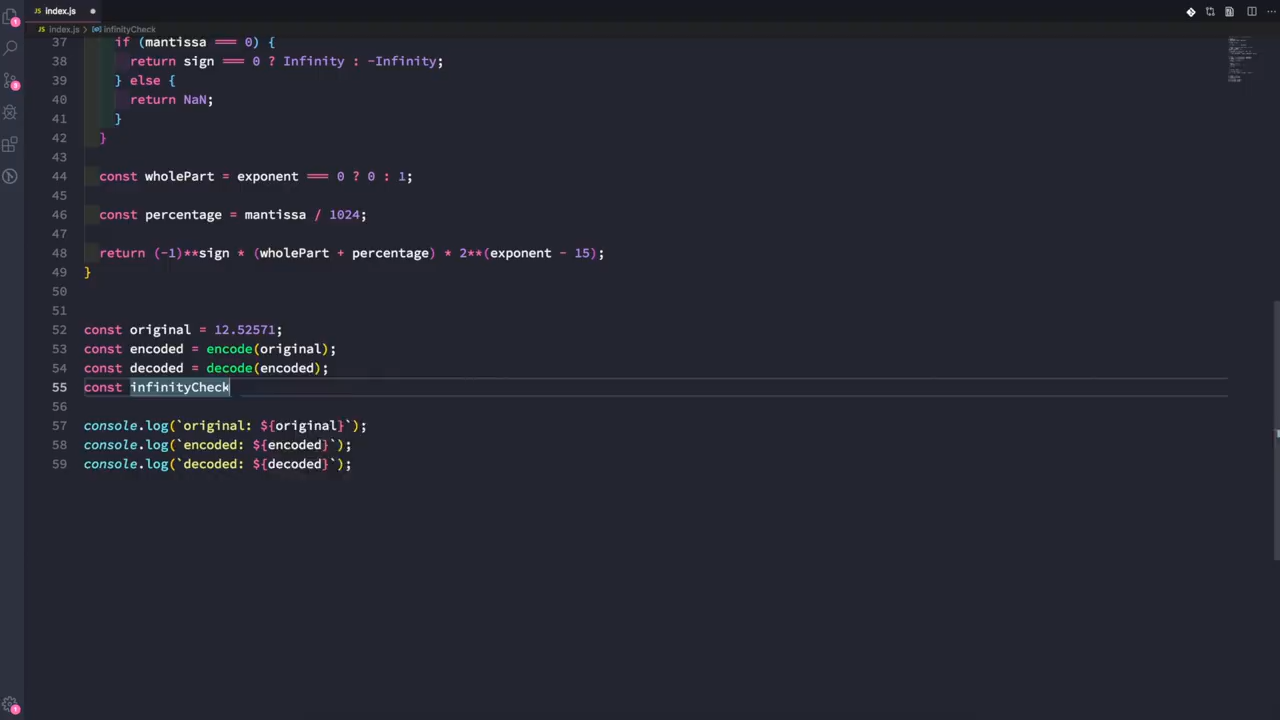 index.js
index.js > infinityCheck
37 if (mantissa === 0) {
38 return sign === 0 ? Infinity : -Infinity;
39 } else {
40 return NaN;
41 }
42 }
43
44 const wholePart = exponent === 0 ? 0 : 1;
45
46 const percentage = mantissa / 1024;
47
48 return (-1)**sign * (wholePart + percentage) * 2**(exponent - 15);
49 }
50
51
52 const original = 12.52571;
53 const encoded = encode(original);
54 const decoded = decode(encoded);
55 const infinityCheck
56
57 console.log(`original: ${original}`);
58 console.log(`encoded: ${encoded}`);
59 console.log(`decoded: ${decoded}`);